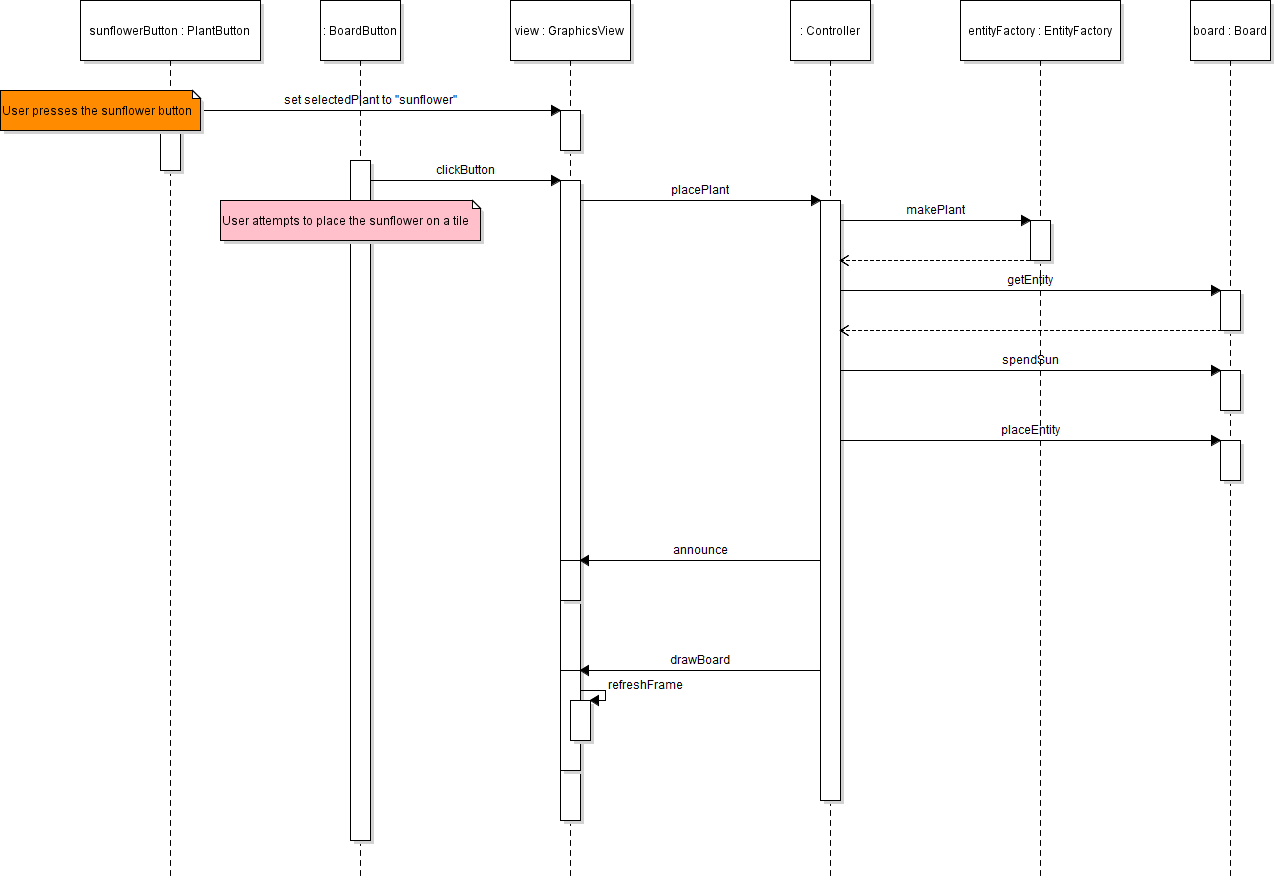 sunflowerButton : PlantButton
: BoardButton
view : GraphicsView
: Controller
entityFactory : EntityFactory
board : Board
User presses the sunflower button
set selectedPlant to "sunflower"
clickButton
placePlant
User attempts to place the sunflower on a tile
makePlant
getEntity
spendSun
placeEntity
announce
drawBoard
refreshFrame